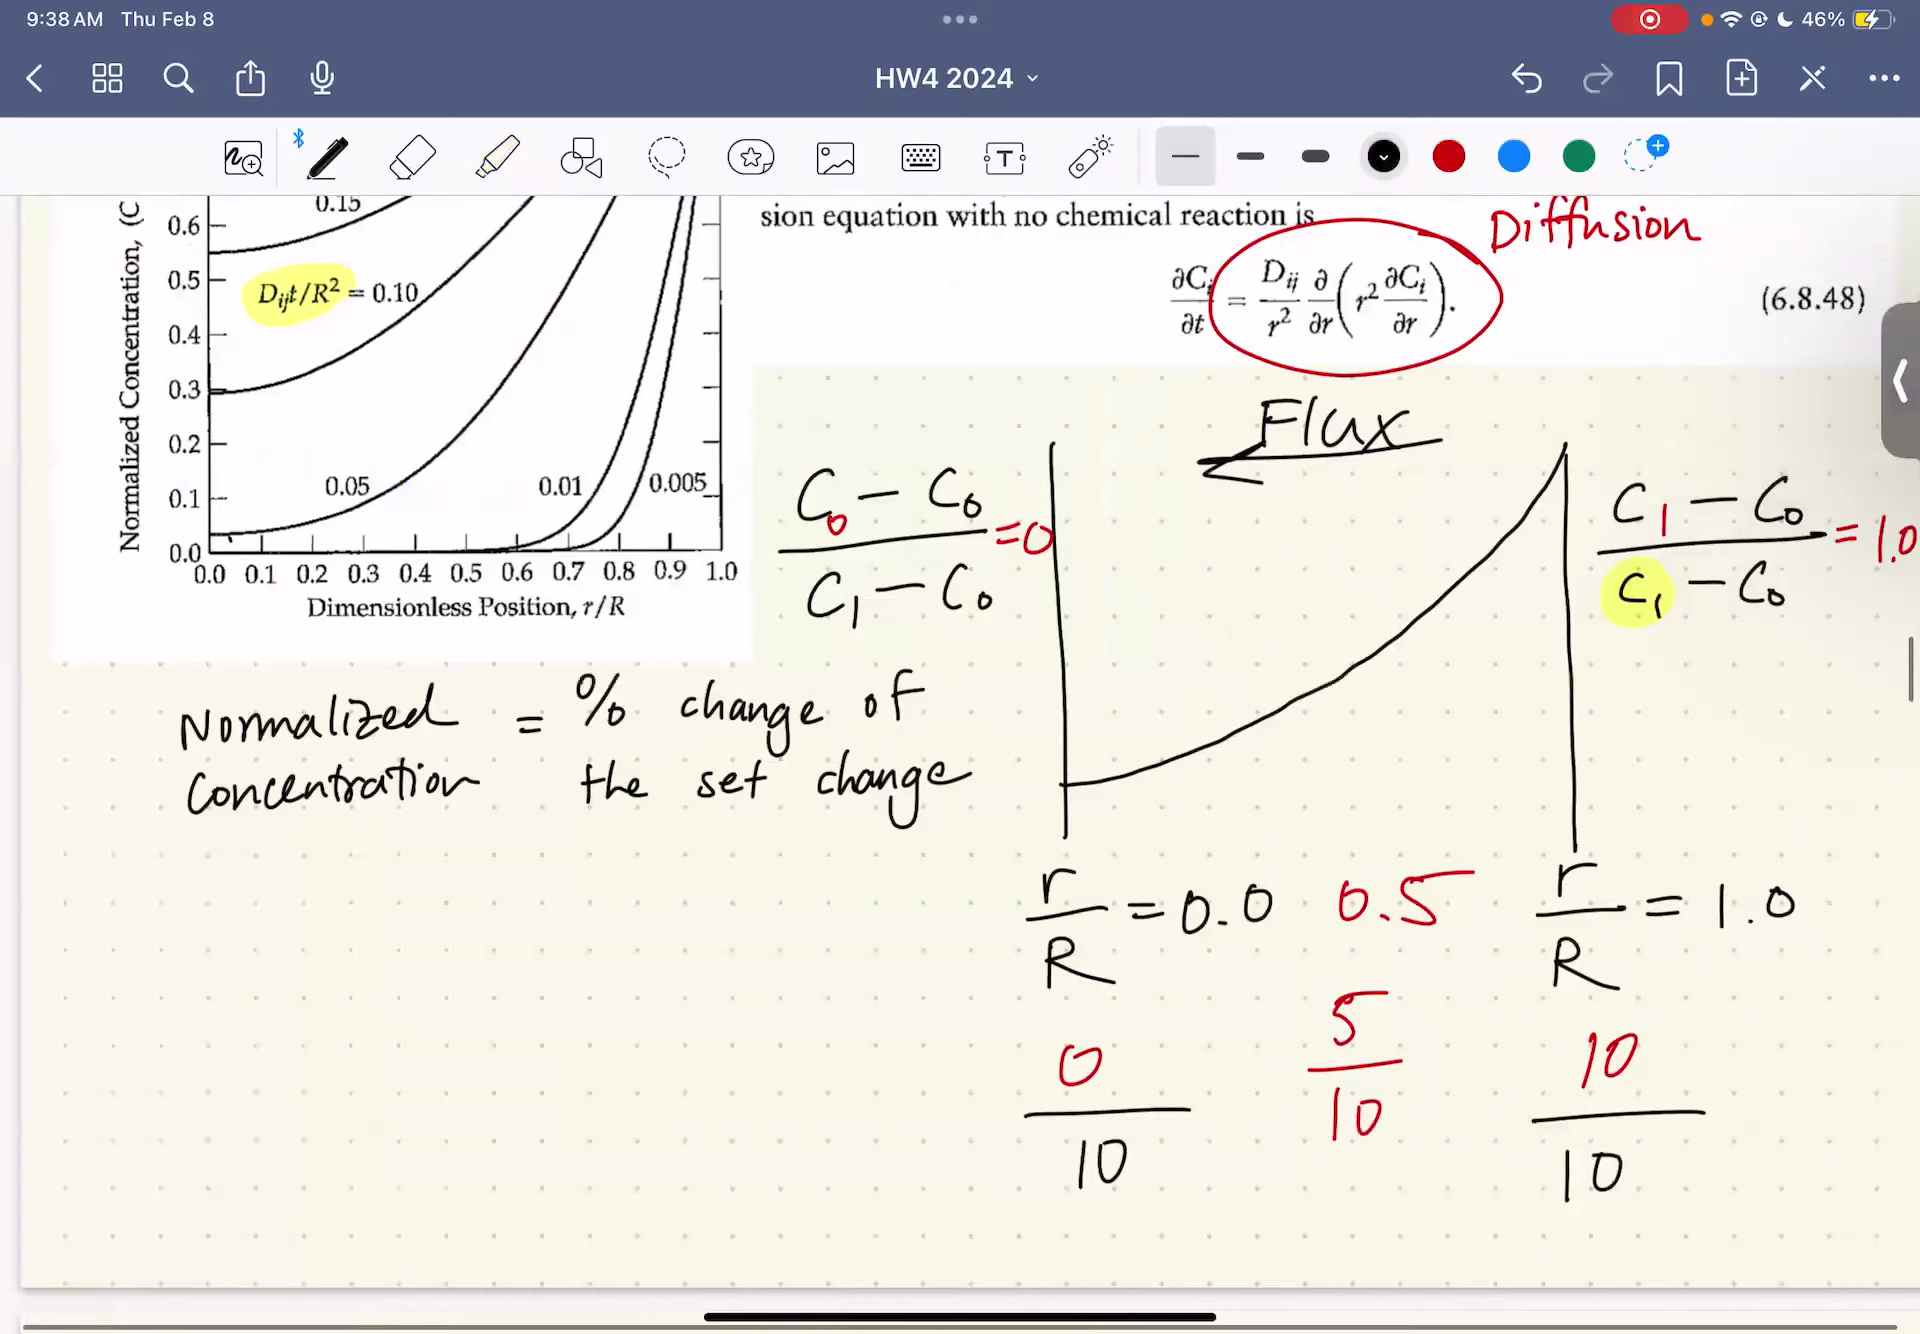 9:38 AM Thu Feb 8
46%
HW4 2024
T
Normalized Concentration, (C
0.6
0.5
0.4
0.3
0.2
0.1
0.0
0.15
Dᵢⱼt/R² = 0.10
0.05
0.01
0.005
0.0 0.1 0.2 0.3 0.4 0.5 0.6 0.7 0.8 0.9 1.0
Dimensionless Position, r/R
sion equation with no chemical reaction is
Diffusion
∂Cᵢ/∂t = Dᵢⱼ/r² ∂/∂r (r² ∂Cᵢ/∂r). (6.8.48)
Flux
C₀ − C₀
= 0
C₁ − C₀
C₁ − C₀
= 1.0
C₁ − C₀
Normalized = % change of
concentration the set change
r/R = 0.0 0.5 r/R = 1.0
0/10 5/10 10/10